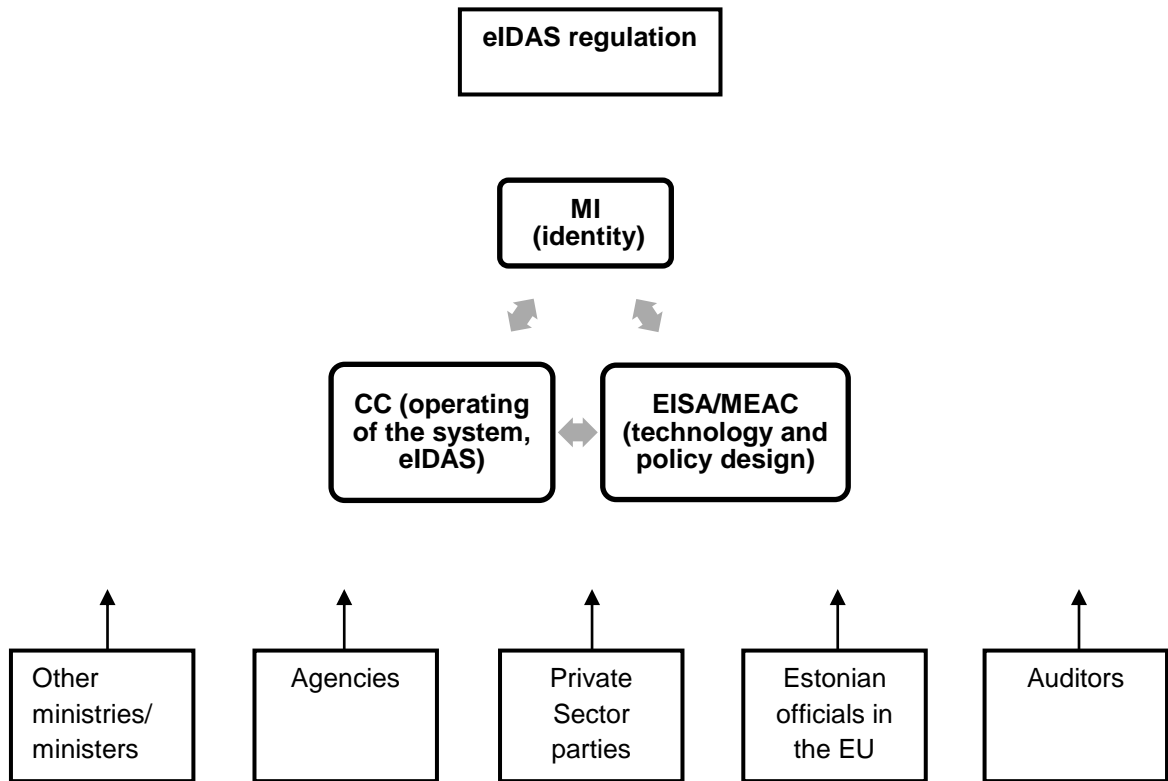 eIDAS regulation
MI
(identity)
CC (operating
of the system,
eIDAS)
EISA/MEAC
(technology and
policy design)
Other
ministries/
ministers
Agencies
Private
Sector
parties
Estonian
officials in
the EU
Auditors